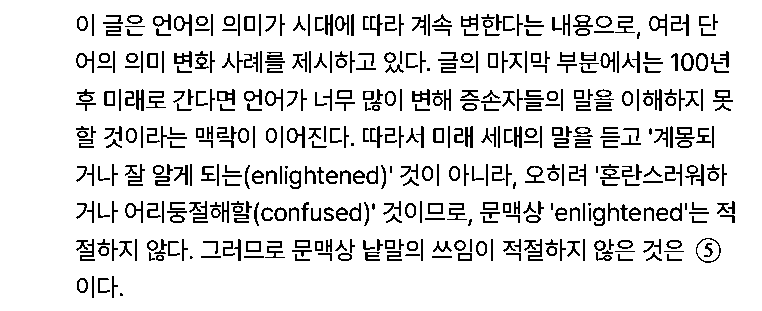 이 글은 언어의 의미가 시대에 따라 계속 변한다는 내용으로, 여러 단
어의 의미 변화 사례를 제시하고 있다. 글의 마지막 부분에서는 100년
후 미래로 간다면 언어가 너무 많이 변해 증손자들의 말을 이해하지 못
할 것이라는 맥락이 이어진다. 따라서 미래 세대의 말을 듣고 '계몽되
거나 잘 알게 되는(enlightened)' 것이 아니라, 오히려 '혼란스러워하
거나 어리둥절해할(confused)' 것이므로, 문맥상 'enlightened'는 적
절하지 않다. 그러므로 문맥상 낱말의 쓰임이 적절하지 않은 것은 ⑤
이다.